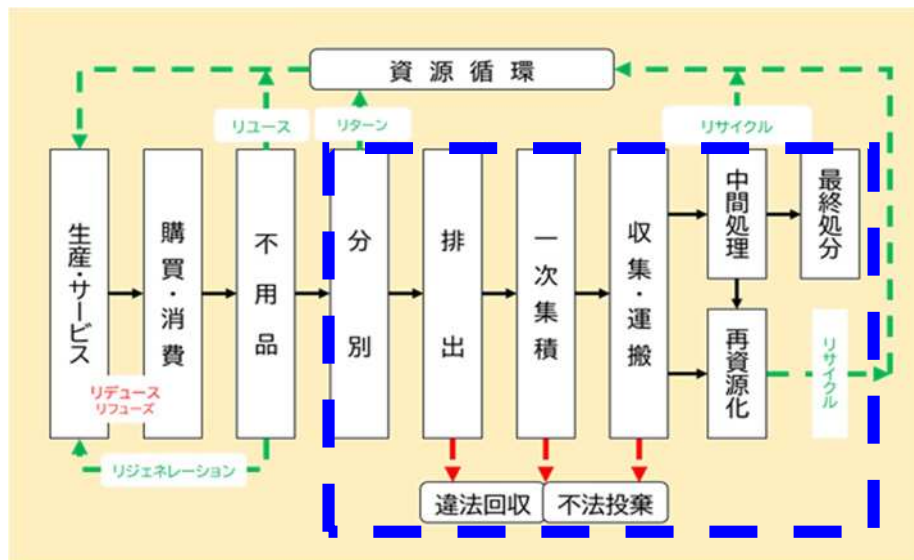 資源循環
リユース
リターン
リサイクル
生産・サービス
購買・消費
不用品
分別
排出
一次集積
収集・運搬
中間処理
最終処分
再資源化
リサイクル
リデュース
リフューズ
リジェネレーション
違法回収
不法投棄